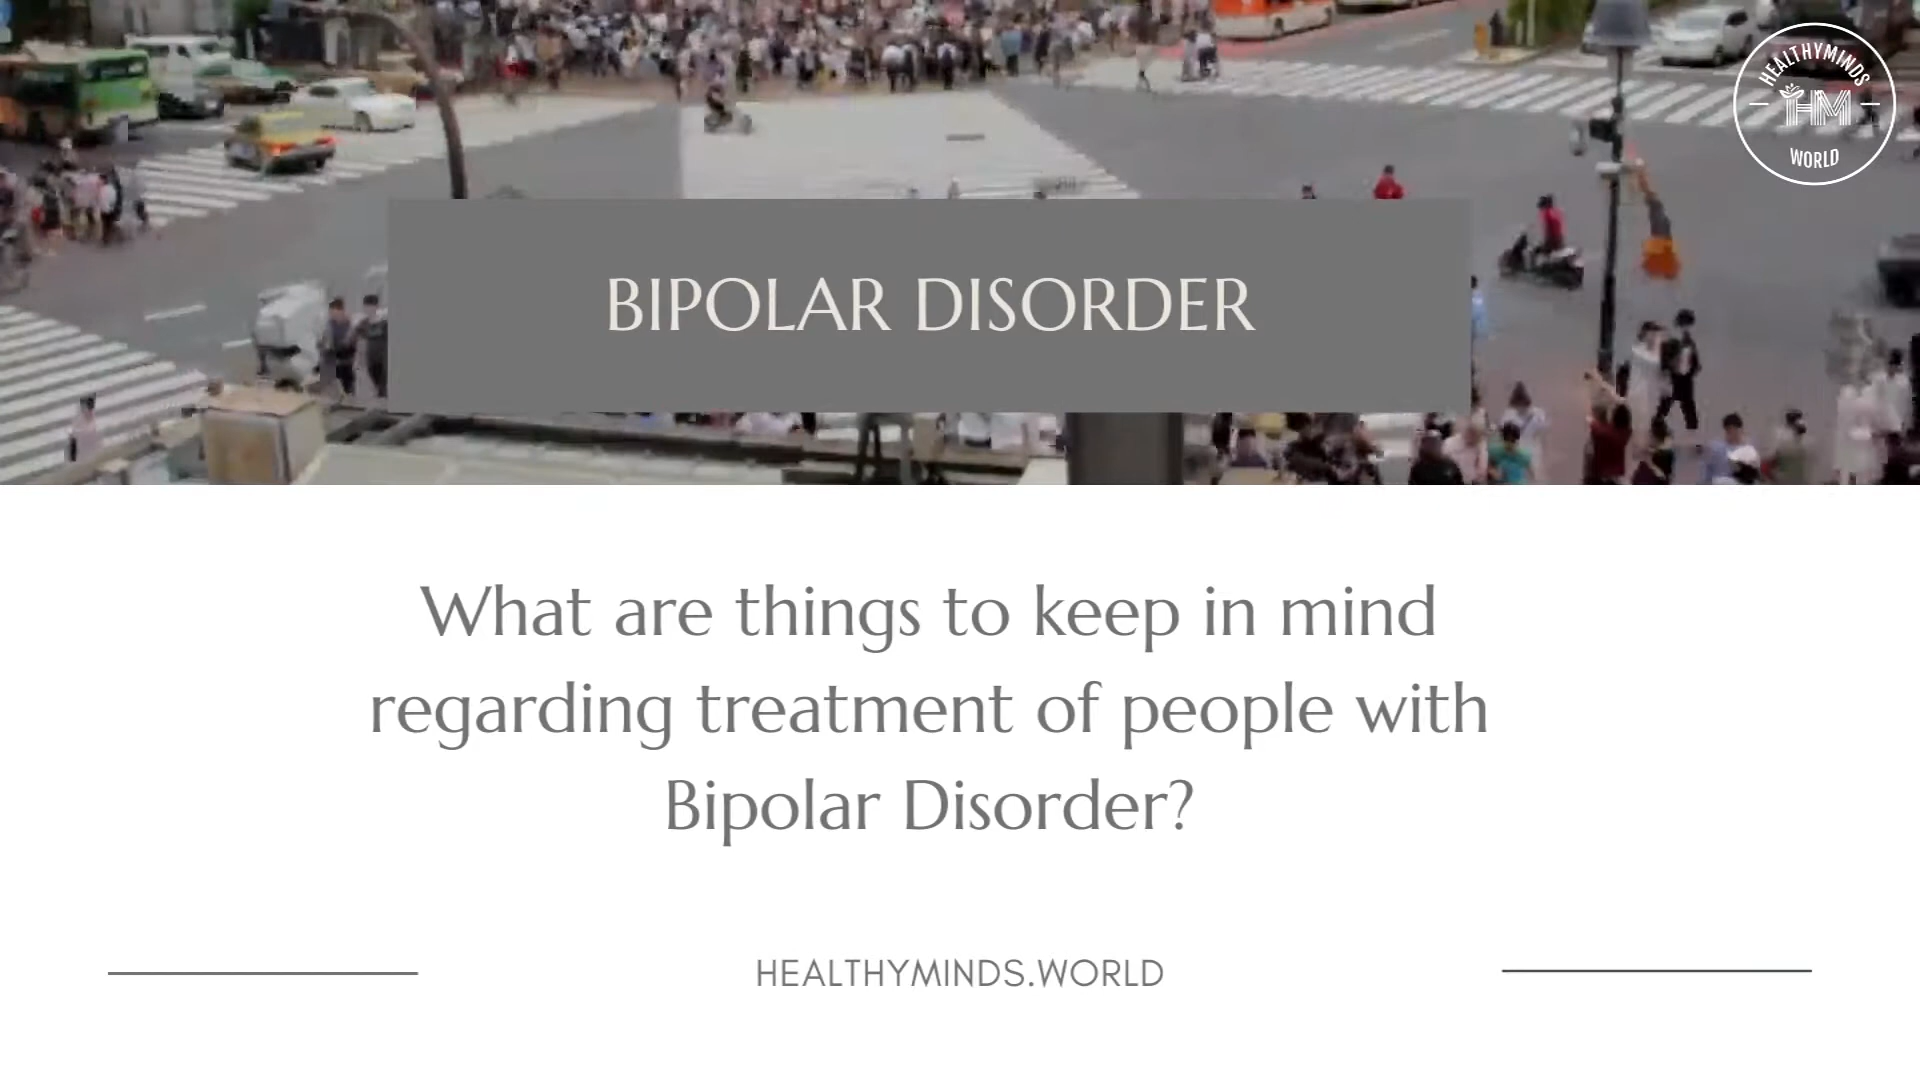 HEALTHYMINDS
HM
WORLD
BIPOLAR DISORDER
What are things to keep in mind
regarding treatment of people with
Bipolar Disorder?
HEALTHYMINDS.WORLD